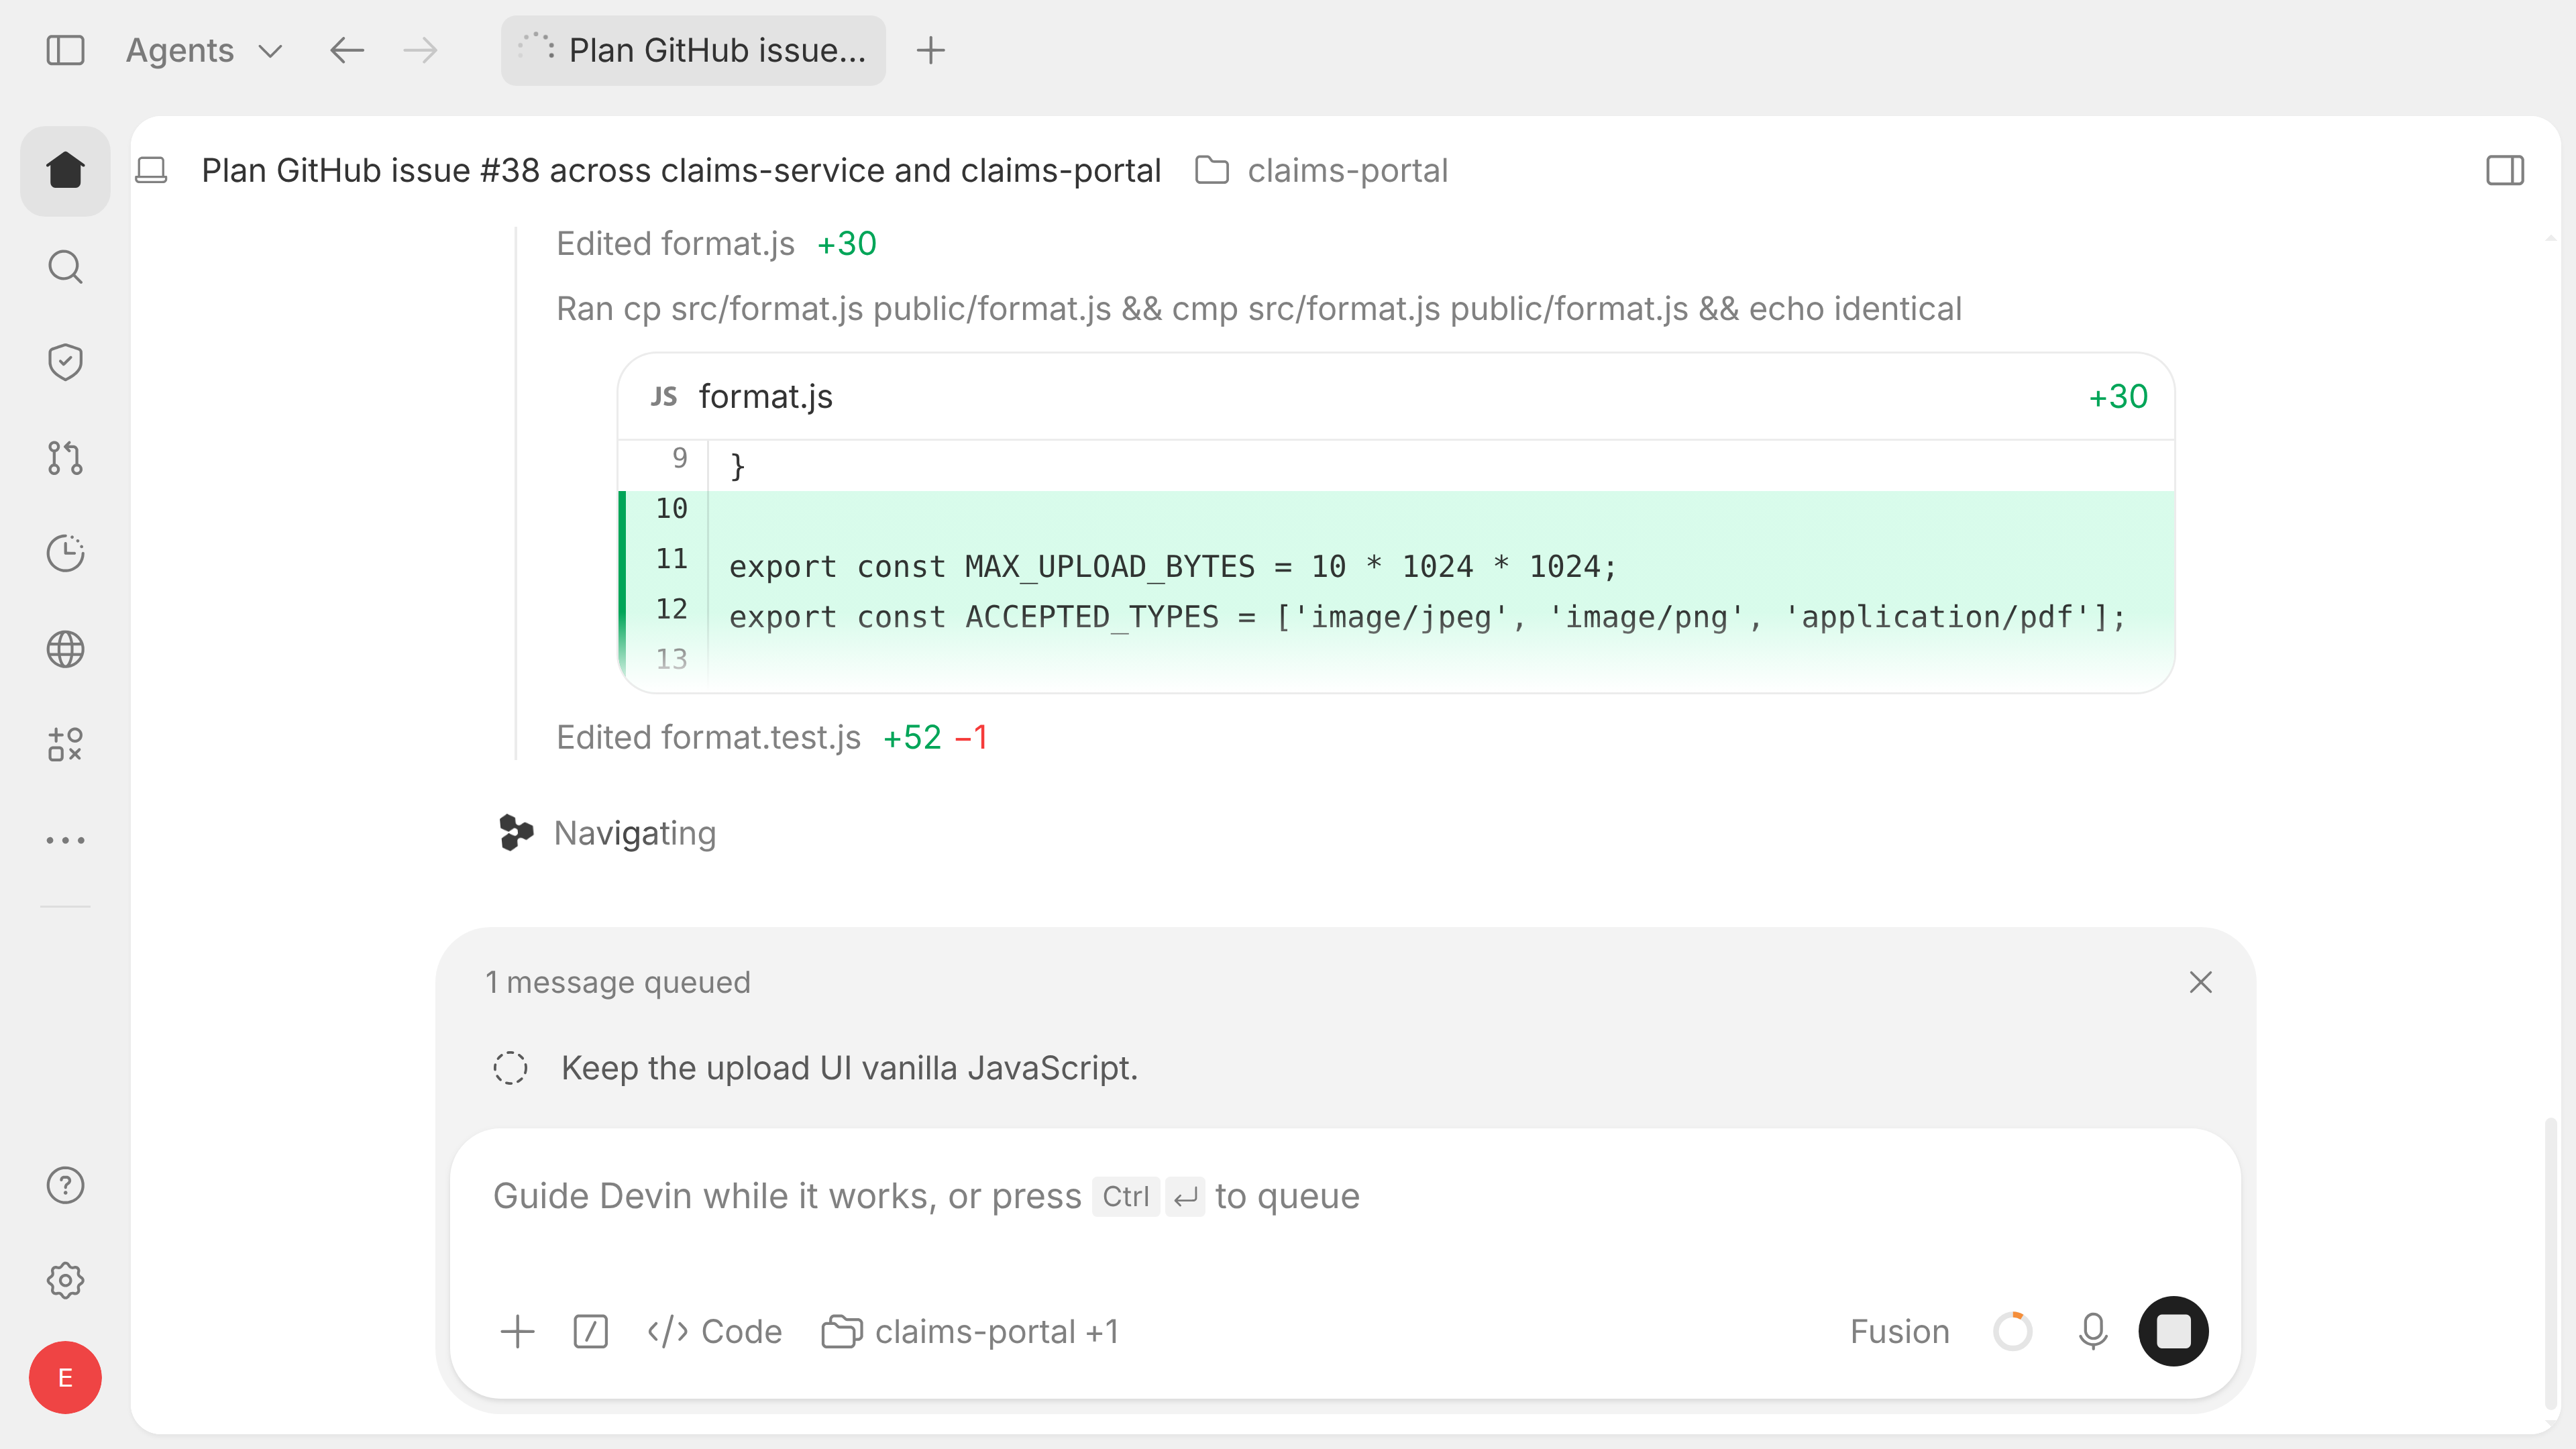 Agents
Plan GitHub issue...
Plan GitHub issue #38 across claims-service and claims-portal
claims-portal
Edited format.js +30
Ran cp src/format.js public/format.js && cmp src/format.js public/format.js && echo identical
JS format.js +30
9 }
10
11 export const MAX_UPLOAD_BYTES = 10 * 1024 * 1024;
12 export const ACCEPTED_TYPES = ['image/jpeg', 'image/png', 'application/pdf'];
13
Edited format.test.js +52 −1
Navigating
1 message queued
Keep the upload UI vanilla JavaScript.
Guide Devin while it works, or press Ctrl ↵ to queue
Code
claims-portal +1
Fusion
E